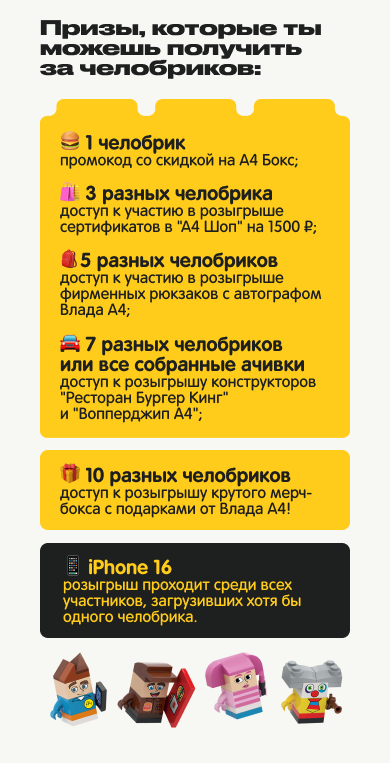 Призы, которые ты
можешь получить
за челобриков:
🍔 1 челобрик
промокод со скидкой на А4 Бокс;
🛍️ 3 разных челобрика
доступ к участию в розыгрыше
сертификатов в "А4 Шоп" на 1500 ₽;
🎒 5 разных челобриков
доступ к участию в розыгрыше
фирменных рюкзаков с автографом
Влада А4;
🚘 7 разных челобриков
или все собранные ачивки
доступ к розыгрышу конструкторов
"Ресторан Бургер Кинг"
и "Вопперджип А4";
🎁 10 разных челобриков
доступ к розыгрышу крутого мерч-
бокса с подарками от Влада А4!
📱 iPhone 16
розыгрыш проходит среди всех
участников, загрузивших хотя бы
одного челобрика.